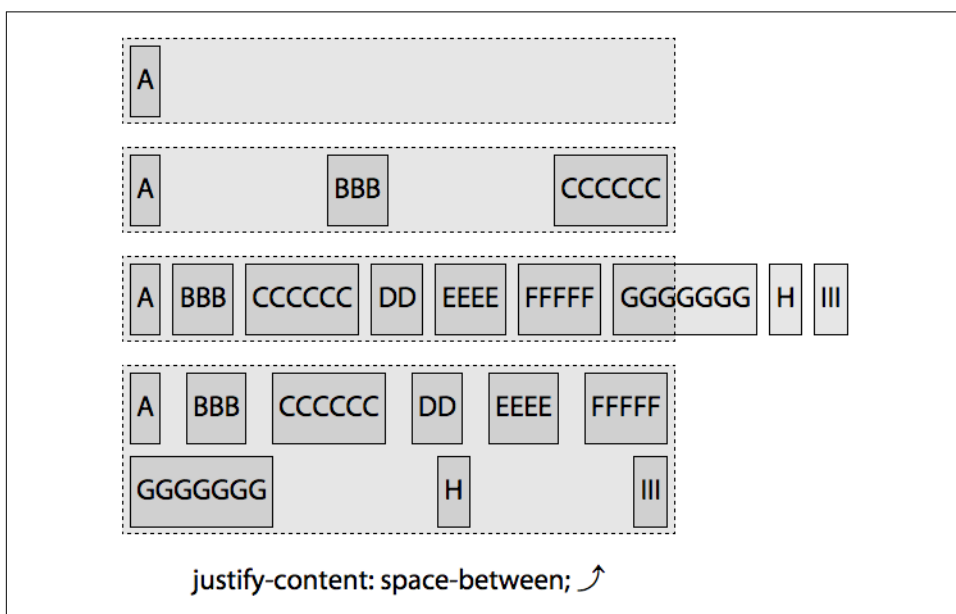 A
A BBB CCCCCC
A BBB CCCCCC DD EEEE FFFFF GGGGGGG H III
A BBB CCCCCC DD EEEE FFFFF
GGGGGGG H III
justify-content: space-between;